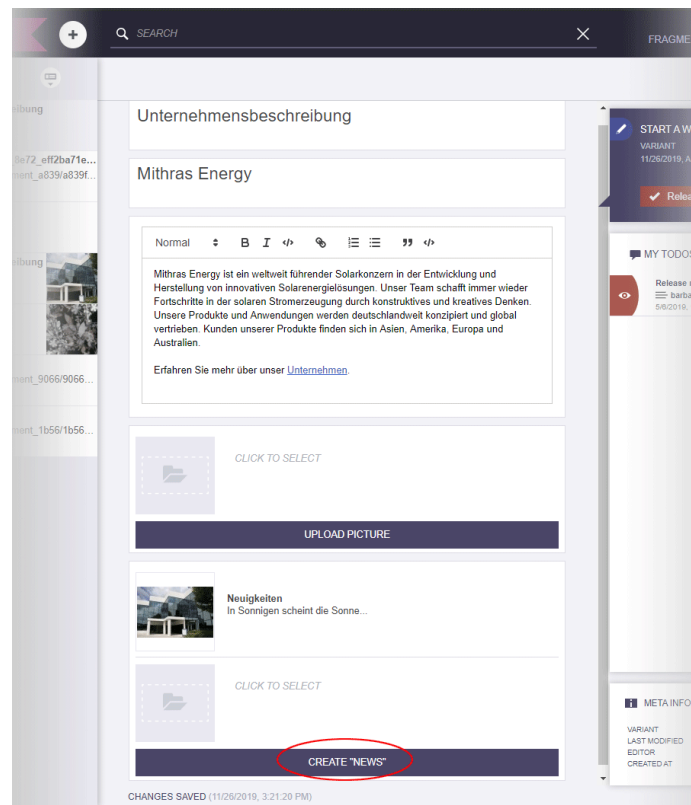 SEARCH
FRAGME
ibung
8e72_eff2ba71e...
ment_a839/a839f...
ibung
ment_9066/9066...
ment_1b56/1b56...
Unternehmensbeschreibung
Mithras Energy
Normal
Mithras Energy ist ein weltweit führender Solarkonzern in der Entwicklung und
Herstellung von innovativen Solarenergielösungen. Unser Team schafft immer wieder
Fortschritte in der solaren Stromerzeugung durch konstruktives und kreatives Denken.
Unsere Produkte und Anwendungen werden deutschlandweit konzipiert und global
vertrieben. Kunden unserer Produkte finden sich in Asien, Amerika, Europa und
Australien.
Erfahren Sie mehr über unser Unternehmen.
CLICK TO SELECT
UPLOAD PICTURE
Neuigkeiten
In Sonnigen scheint die Sonne...
CLICK TO SELECT
CREATE "NEWS"
CHANGES SAVED (11/26/2019, 3:21:20 PM)
START A W
VARIANT
11/26/2019, A
Relea
MY TODOS
Release r
barba
5/6/2019,
META INFO
VARIANT
LAST MODIFIED
EDITOR
CREATED AT